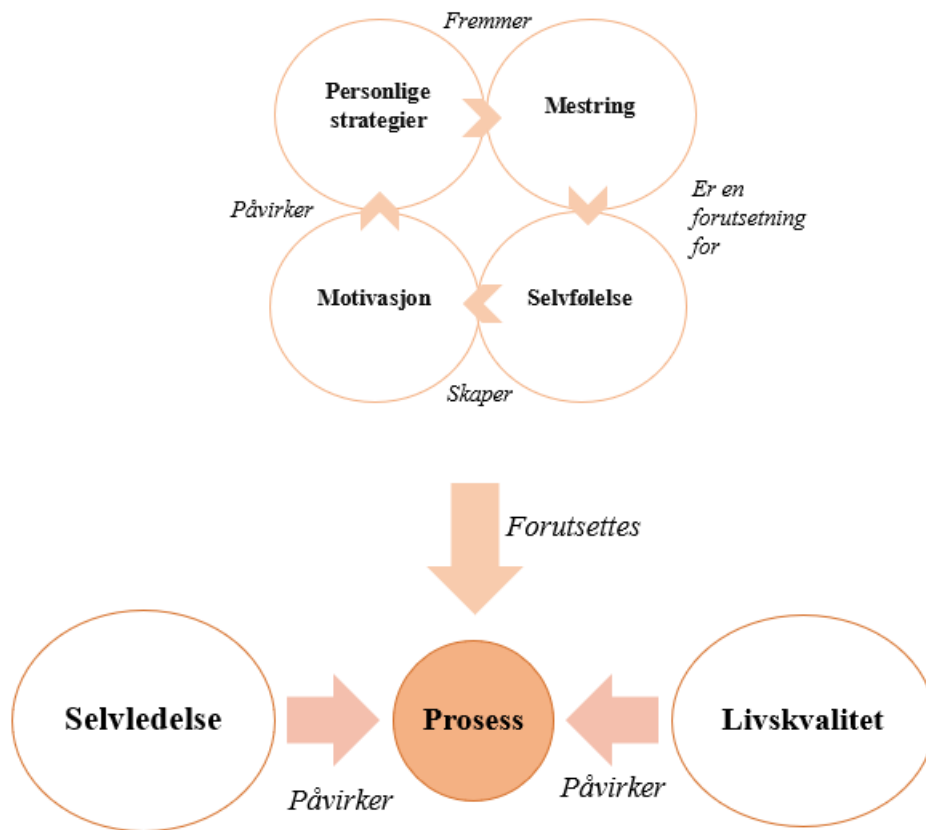 Fremmer
Personlige
strategier
Mestring
Påvirker
Er en
forutsetning
for
Motivasjon
Selvfølelse
Skaper
Forutsettes
Selvledelse
Prosess
Livskvalitet
Påvirker
Påvirker